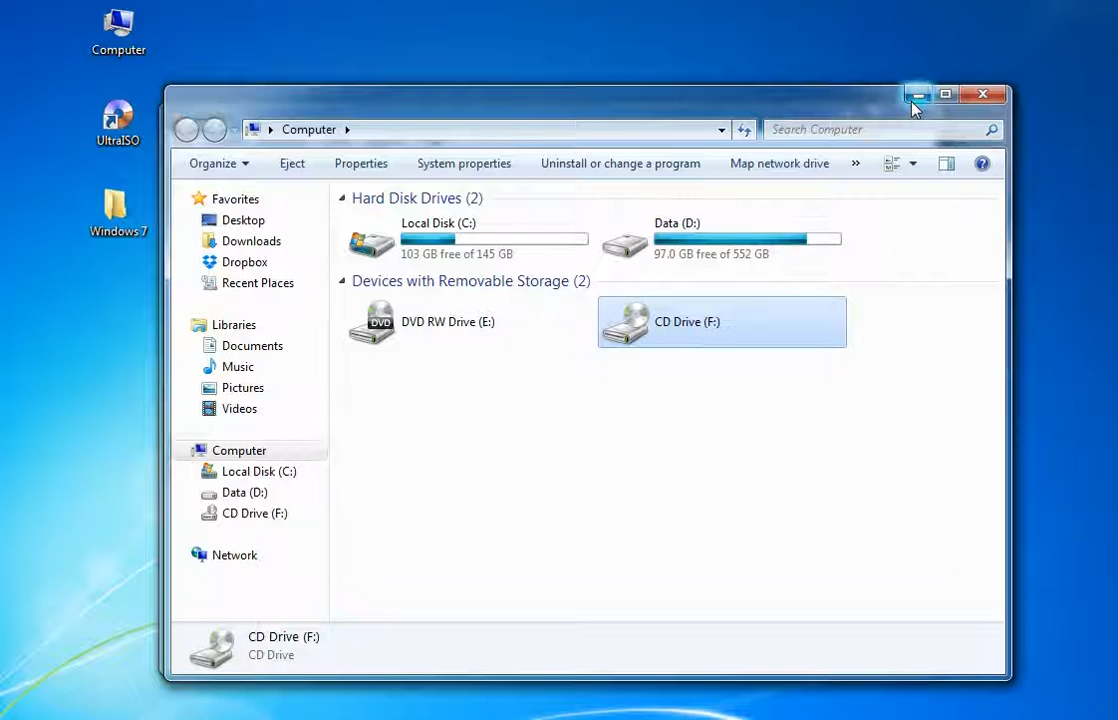 Computer
UltraISO
Windows 7
Computer
Search Computer
Organize Eject Properties System properties Uninstall or change a program Map network drive »
Favorites
Desktop
Downloads
Dropbox
Recent Places
Libraries
Documents
Music
Pictures
Videos
Computer
Local Disk (C:)
Data (D:)
CD Drive (F:)
Network
Hard Disk Drives (2)
Local Disk (C:)
103 GB free of 145 GB
Data (D:)
97.0 GB free of 552 GB
Devices with Removable Storage (2)
DVD
DVD RW Drive (E:)
CD Drive (F:)
CD Drive (F:)
CD Drive